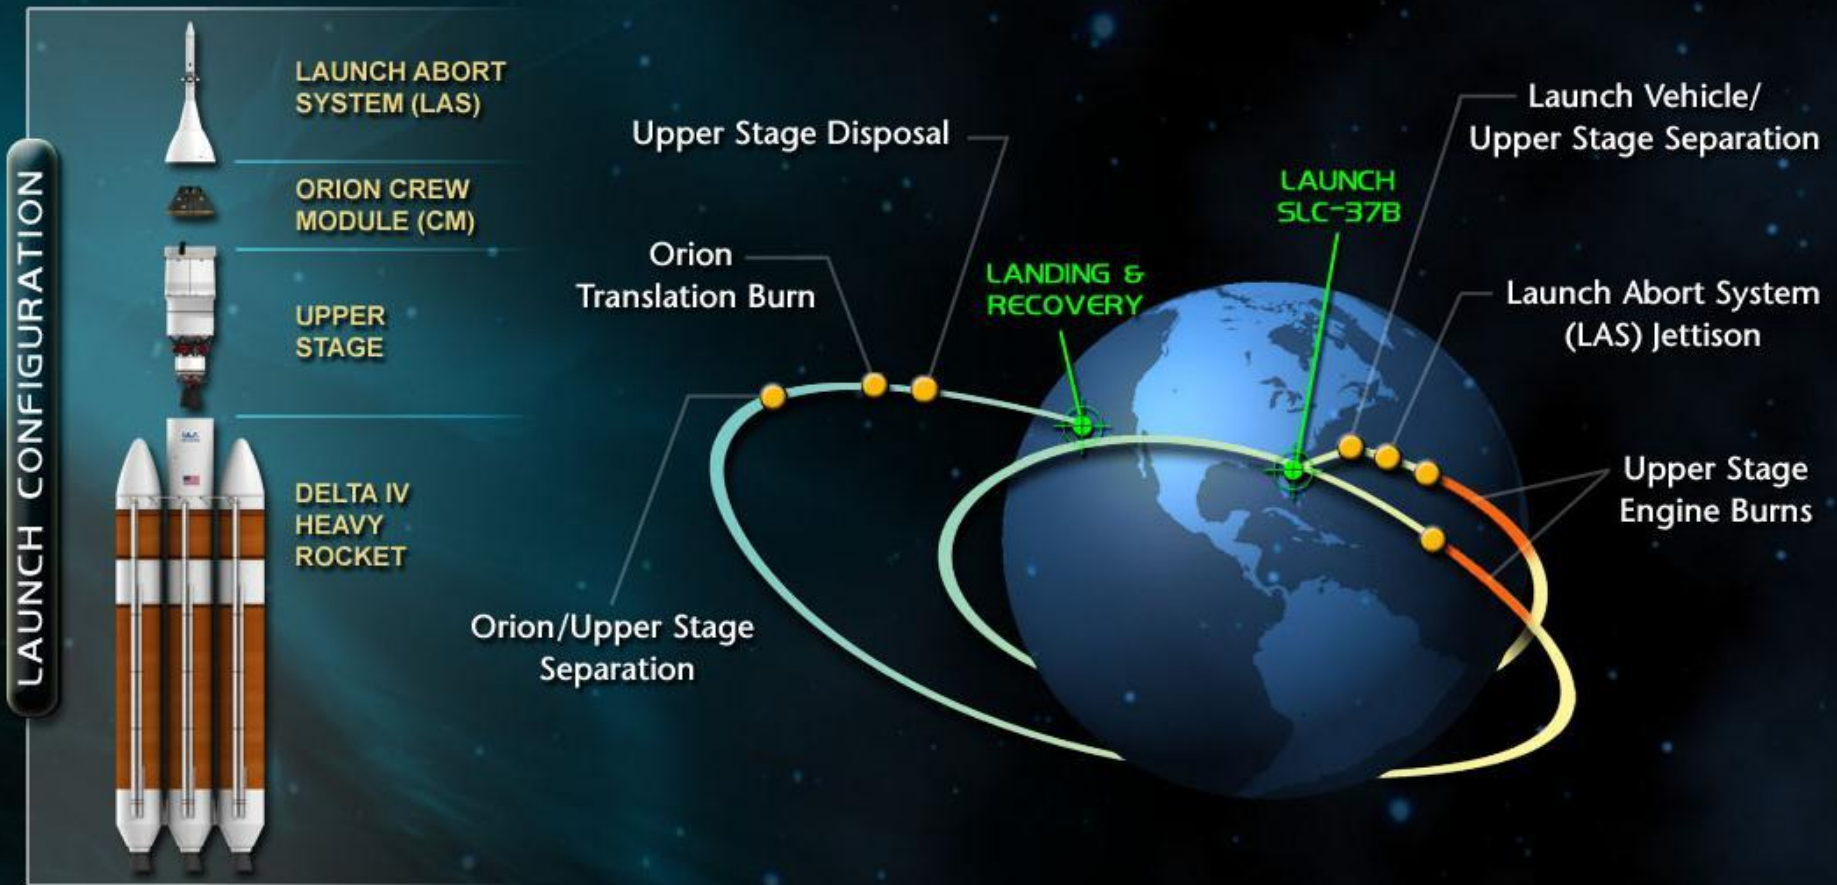 LAUNCH CONFIGURATION
LAUNCH ABORT
SYSTEM (LAS)
ORION CREW
MODULE (CM)
UPPER
STAGE
DELTA IV
HEAVY
ROCKET
Upper Stage Disposal
Orion
Translation Burn
Orion/Upper Stage
Separation
LANDING &
RECOVERY
LAUNCH
SLC-37B
Launch Vehicle/
Upper Stage Separation
Launch Abort System
(LAS) Jettison
Upper Stage
Engine Burns